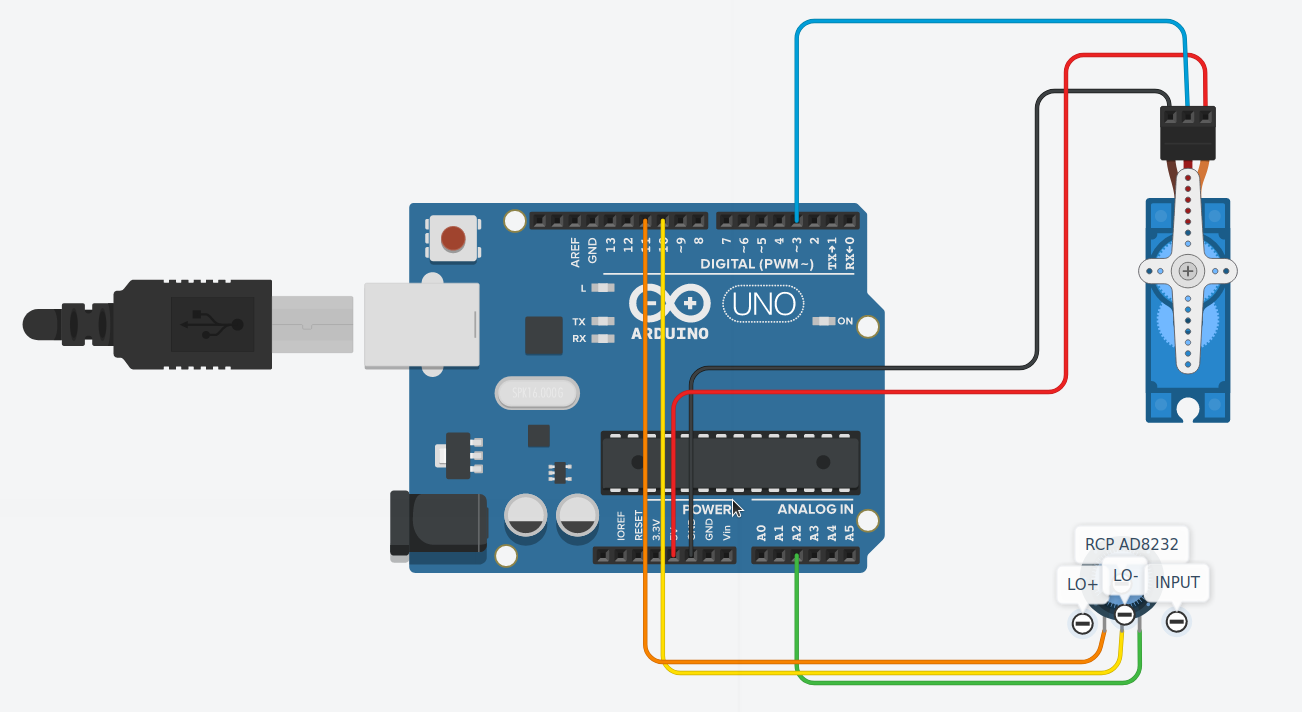 AREF
GND
13
12
11
10
~9
8
7
~6
~5
4
~3
2
TX→1
RX←0
DIGITAL (PWM~)
L
TX
RX
ARDUINO
UNO
ON
POWER
ANALOG IN
IOREF
RESET
3.3V
5V
GND
GND
Vin
A0
A1
A2
A3
A4
A5
RCP AD8232
LO+
LO-
INPUT